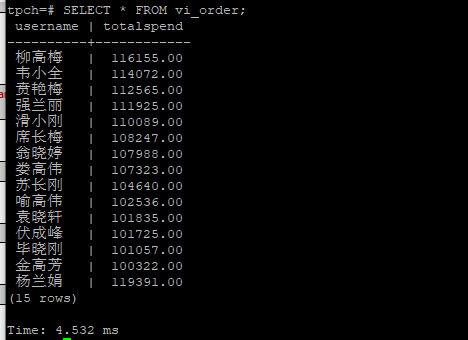 tpch=# SELECT * FROM vi_order;
username | totalspend
----------+------------
柳高梅 | 116155.00
韦小全 | 114072.00
贲艳梅 | 112565.00
强兰丽 | 111925.00
滑小刚 | 110089.00
席长梅 | 108247.00
翁晓婷 | 107988.00
娄高伟 | 107323.00
苏长刚 | 104640.00
喻高伟 | 102536.00
袁晓轩 | 101835.00
伏成峰 | 101725.00
毕晓刚 | 101057.00
金高芳 | 100322.00
杨兰娟 | 119391.00
(15 rows)
Time: 4.532 ms